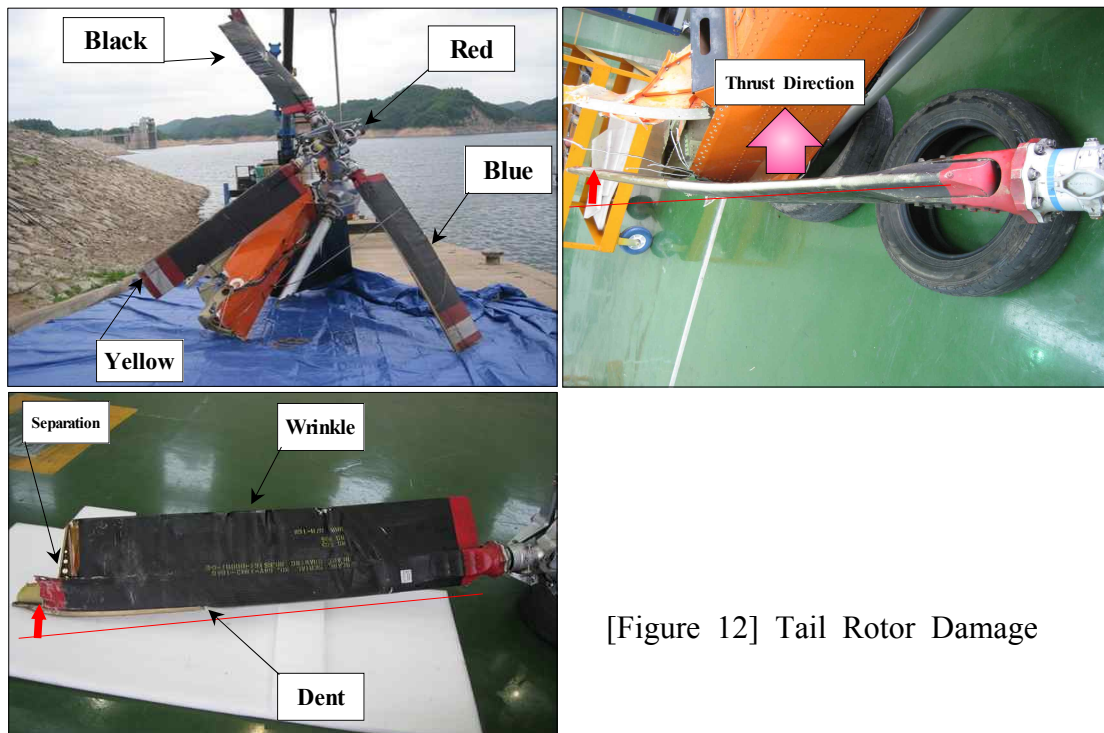 Black
Red
Blue
Yellow
Thrust Direction
Separation
Wrinkle
Dent
[Figure 12] Tail Rotor Damage